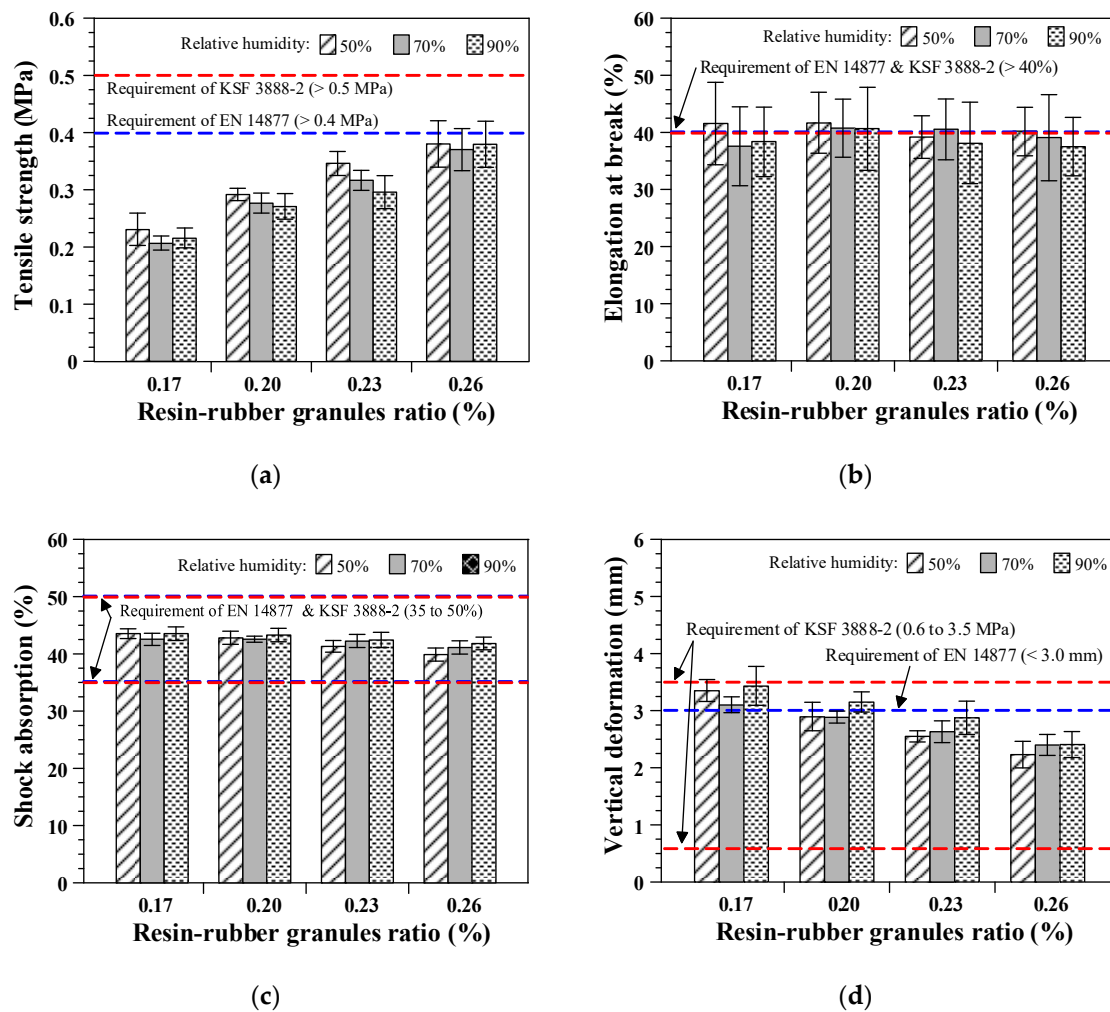 0.6
Relative humidity: 50% 70% 90%
0.5
Requirement of KSF 3888-2 (> 0.5 MPa)
Requirement of EN 14877 (> 0.4 MPa)
0.4
0.3
0.2
0.1
0
Tensile strength (MPa)
0.17 0.20 0.23 0.26
Resin-rubber granules ratio (%)
(a)
60
Relative humidity: 50% 70% 90%
50
Requirement of EN 14877 & KSF 3888-2 (> 40%)
40
30
20
10
0
Elongation at break (%)
0.17 0.20 0.23 0.26
Resin-rubber granules ratio (%)
(b)
60
Relative humidity: 50% 70% 90%
50
Requirement of EN 14877 & KSF 3888-2 (35 to 50%)
40
30
20
10
0
Shock absorption (%)
0.17 0.20 0.23 0.26
Resin-rubber granules ratio (%)
(c)
6
Relative humidity: 50% 70% 90%
5
Requirement of KSF 3888-2 (0.6 to 3.5 MPa)
4
Requirement of EN 14877 (< 3.0 mm)
3
2
1
0
Vertical deformation (mm)
0.17 0.20 0.23 0.26
Resin-rubber granules ratio (%)
(d)